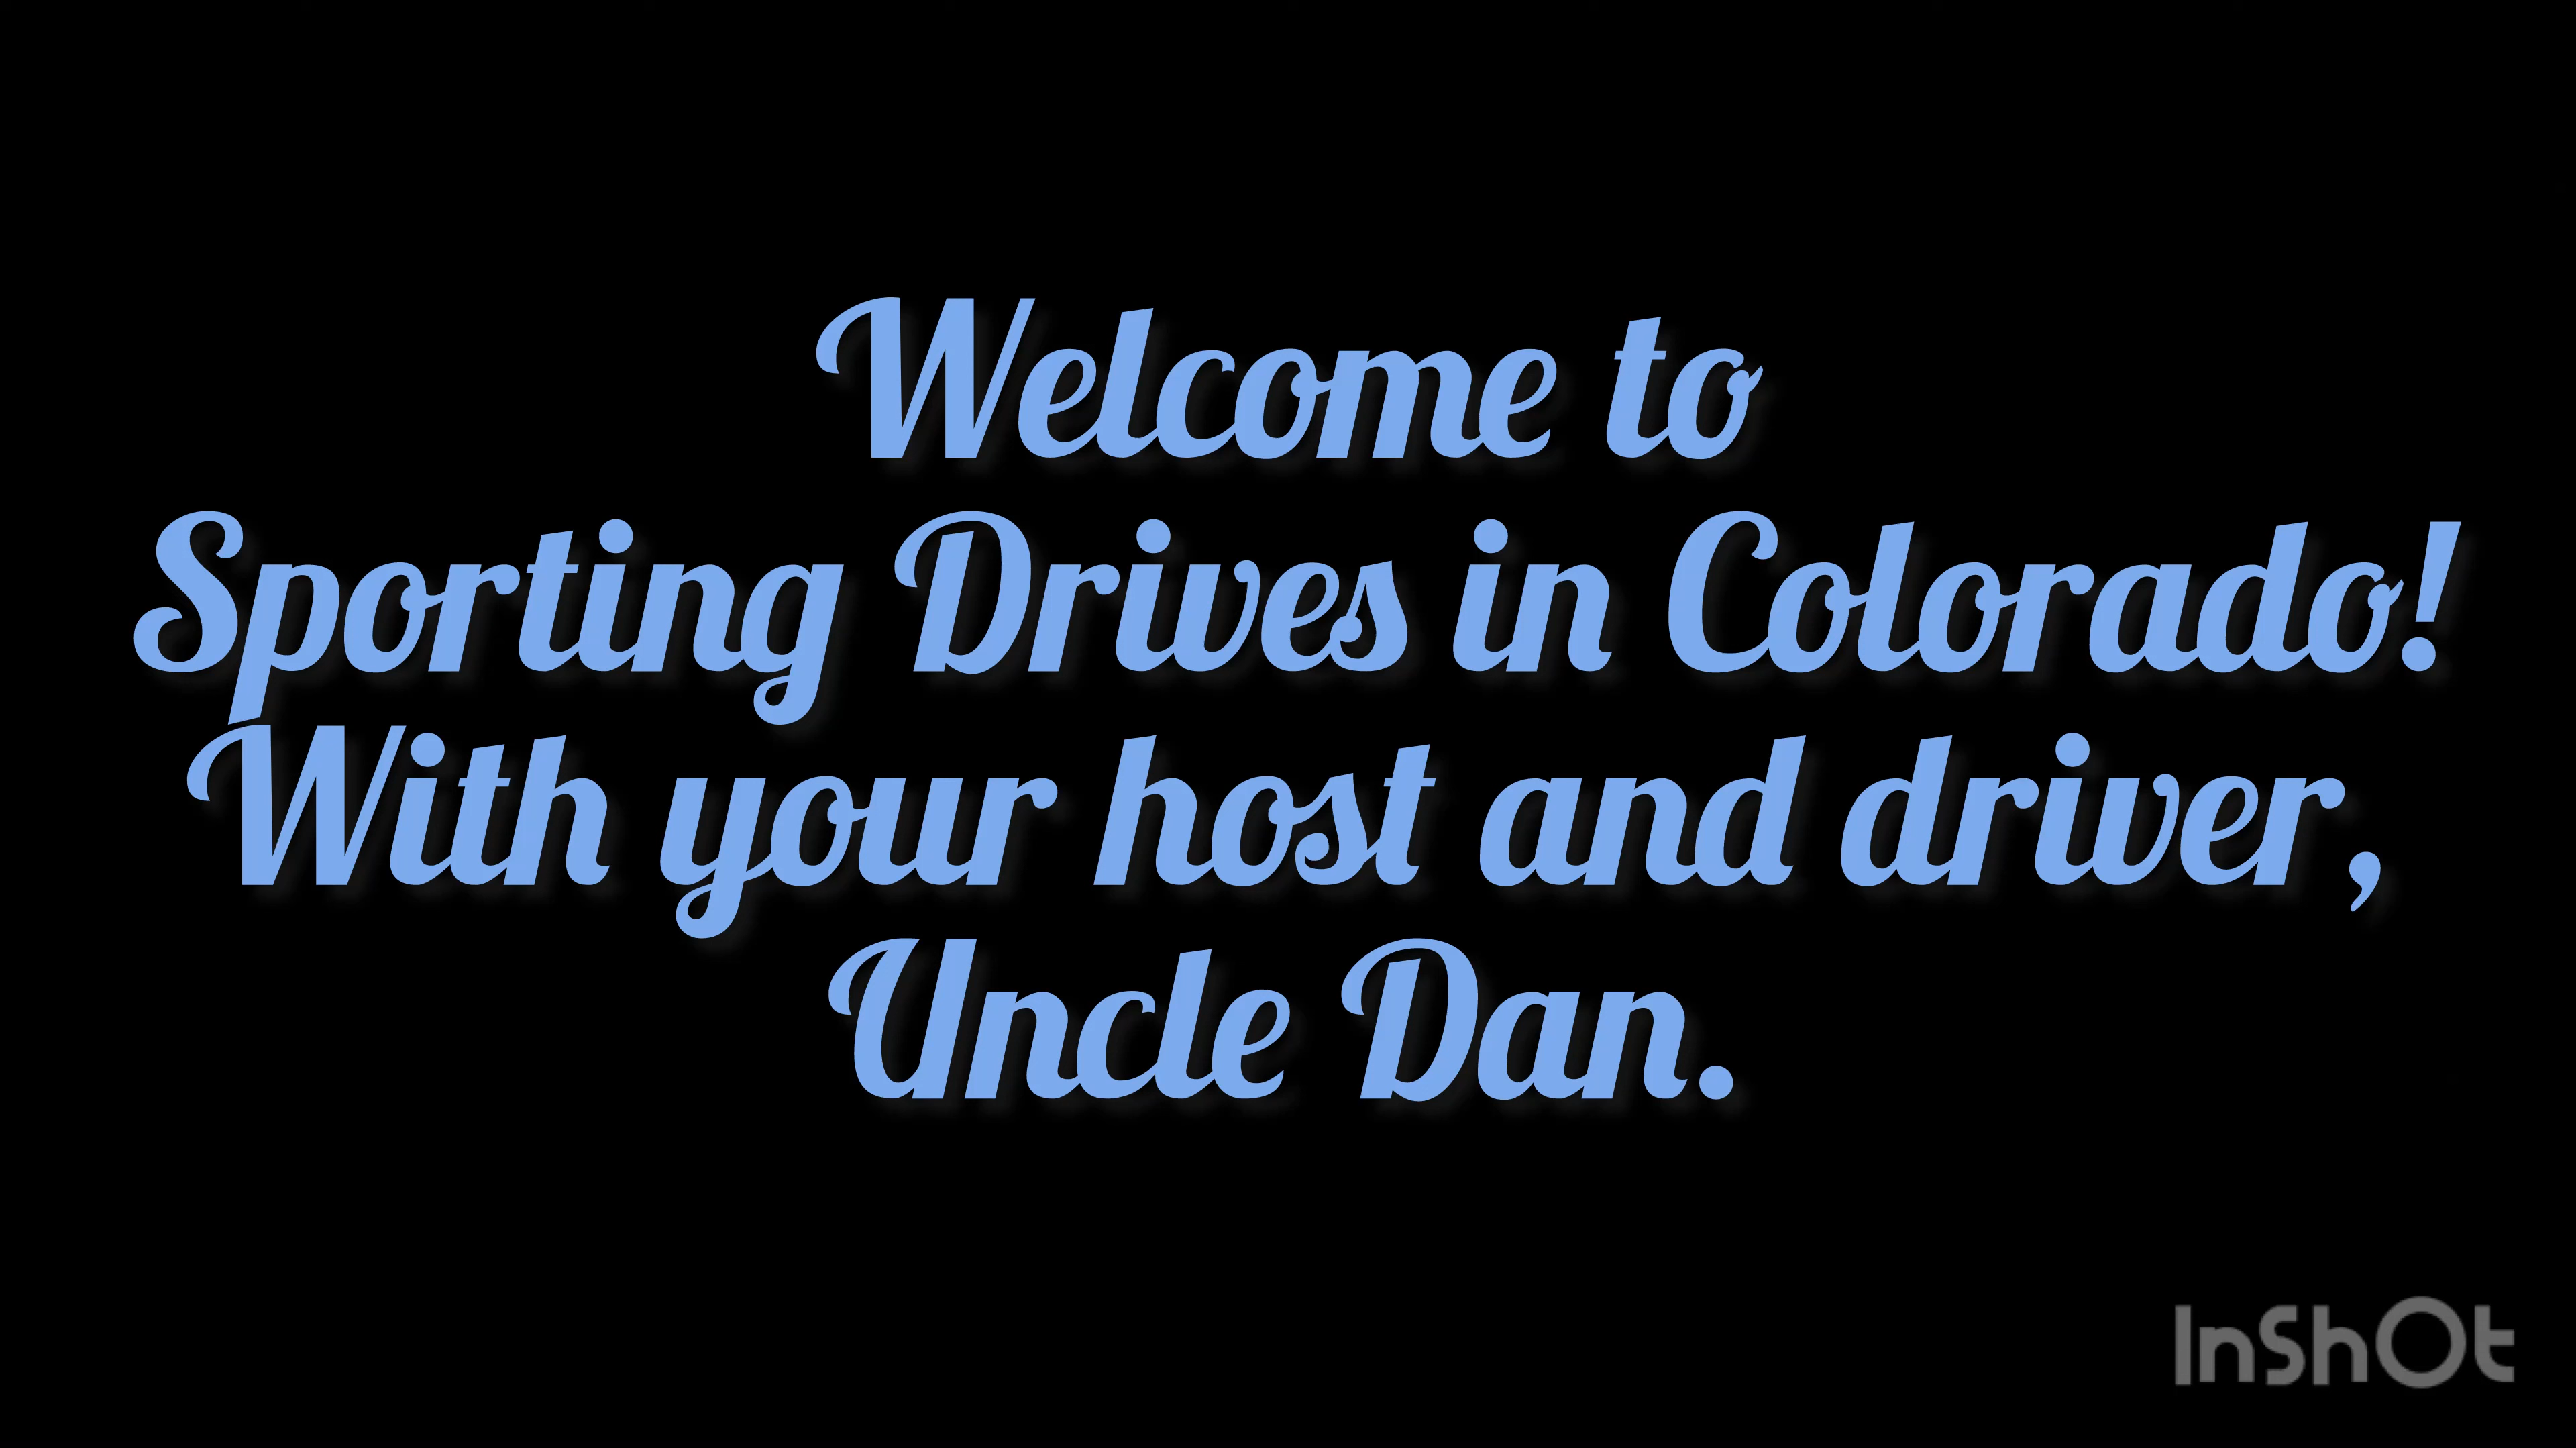 Welcome to
Sporting Drives in Colorado!
With your host and driver,
Uncle Dan.
InShOt